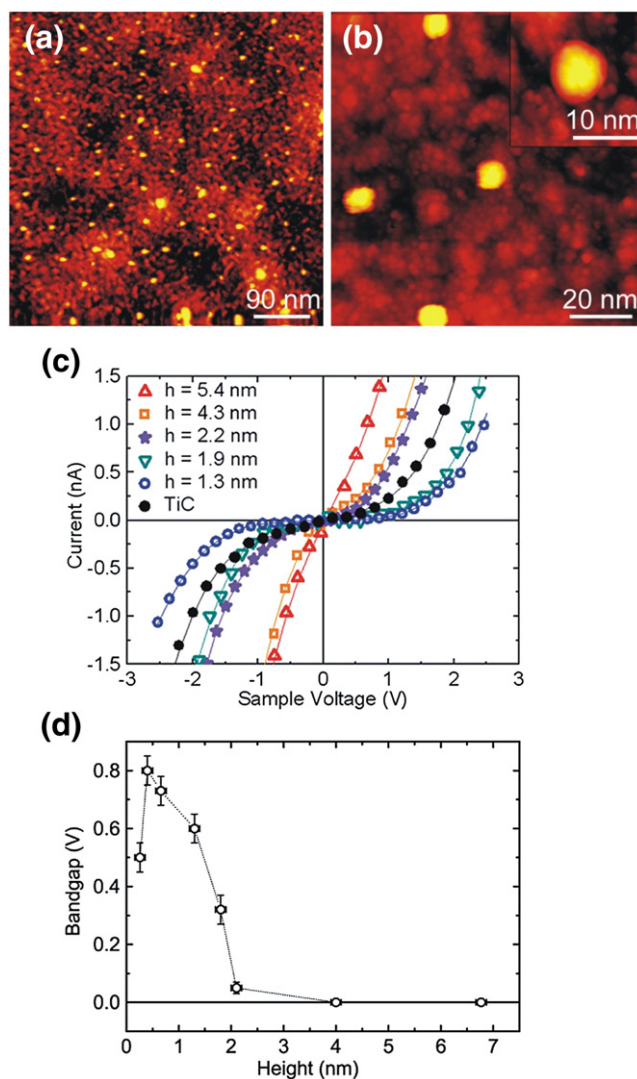 (a)
90 nm
(b)
10 nm
20 nm
(c)
h = 5.4 nm
h = 4.3 nm
h = 2.2 nm
h = 1.9 nm
h = 1.3 nm
TiC
Current (nA)
1.5
1.0
0.5
0.0
-0.5
-1.0
-1.5
-3 -2 -1 0 1 2 3
Sample Voltage (V)
(d)
Bandgap (V)
0.8
0.6
0.4
0.2
0.0
0 1 2 3 4 5 6 7
Height (nm)